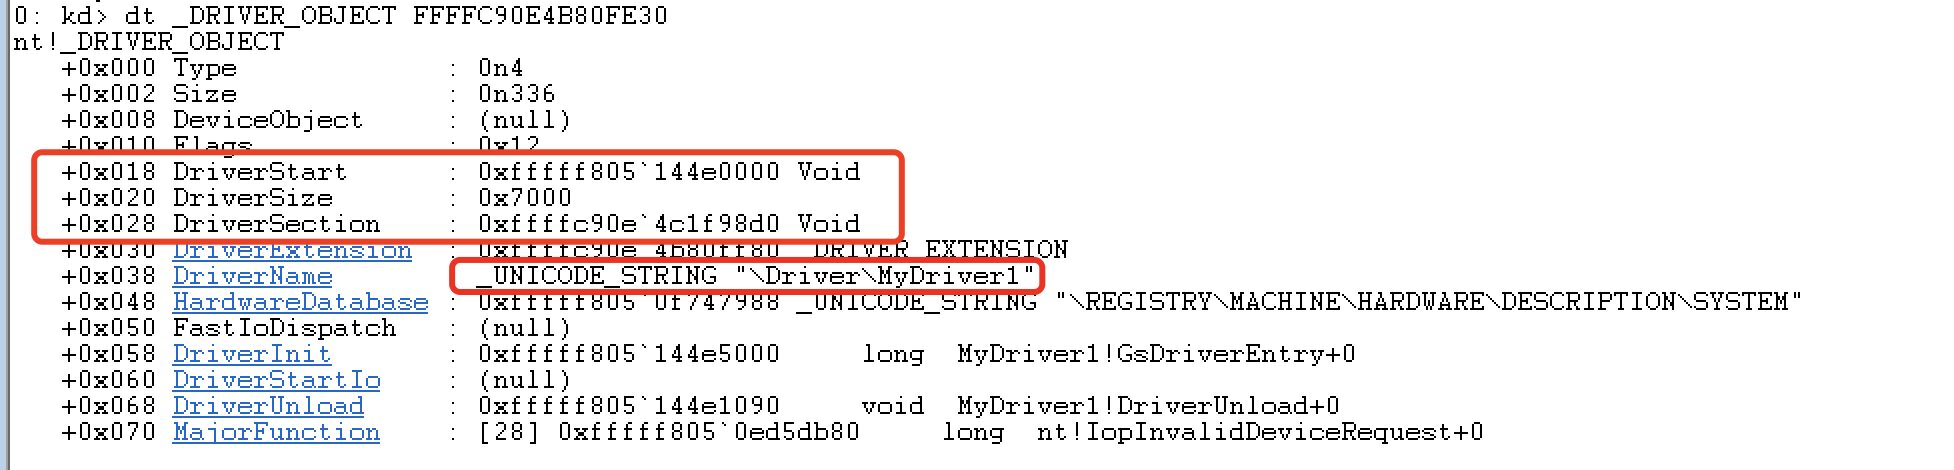 0: kd> dt _DRIVER_OBJECT FFFFC90E4B80FE30
nt!_DRIVER_OBJECT
+0x000 Type : 0n4
+0x002 Size : 0n336
+0x008 DeviceObject : (null)
+0x010 Flags : 0x12
+0x018 DriverStart : 0xfffff805`144e0000 Void
+0x020 DriverSize : 0x7000
+0x028 DriverSection : 0xffffc90e`4c1f98d0 Void
+0x030 DriverExtension : 0xffffc90e`4b80ff80 _DRIVER_EXTENSION
+0x038 DriverName : _UNICODE_STRING "\Driver\MyDriver1"
+0x048 HardwareDatabase : 0xfffff805`0f747988 _UNICODE_STRING "\REGISTRY\MACHINE\HARDWARE\DESCRIPTION\SYSTEM"
+0x050 FastIoDispatch : (null)
+0x058 DriverInit : 0xfffff805`144e5000 long MyDriver1!GsDriverEntry+0
+0x060 DriverStartIo : (null)
+0x068 DriverUnload : 0xfffff805`144e1090 void MyDriver1!DriverUnload+0
+0x070 MajorFunction : [28] 0xfffff805`0ed5db80 long nt!IopInvalidDeviceRequest+0